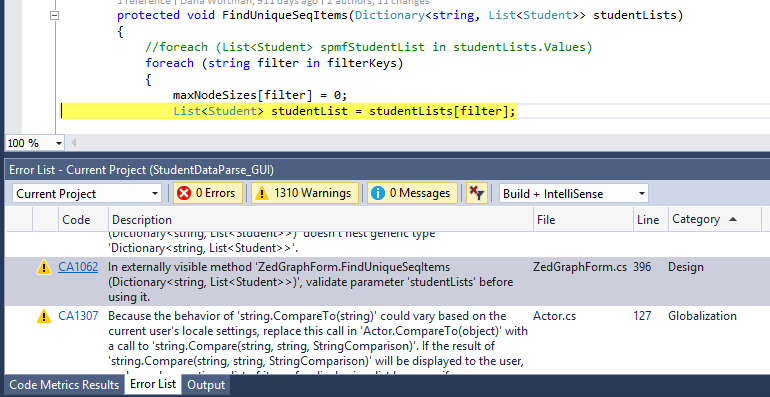 1 reference | Dana Wortman, 911 days ago | 2 authors, 11 changes
protected void FindUniqueSeqItems(Dictionary<string, List<Student>> studentLists)
{
//foreach (List<Student> spmfStudentList in studentLists.Values)
foreach (string filter in filterKeys)
{
maxNodeSizes[filter] = 0;
List<Student> studentList = studentLists[filter];
100 %
Error List - Current Project (StudentDataParse_GUI)
Current Project 0 Errors 1310 Warnings 0 Messages Build + IntelliSense
Code Description File Line Category
(Dictionary<string, List<Student>>)' doesn't nest generic type
'Dictionary<string, List<Student>>'.
CA1062 In externally visible method 'ZedGraphForm.FindUniqueSeqItems ZedGraphForm.cs 396 Design
(Dictionary<string, List<Student>>)', validate parameter 'studentLists' before
using it.
CA1307 Because the behavior of 'string.CompareTo(string)' could vary based on the Actor.cs 127 Globalization
current user's locale settings, replace this call in 'Actor.CompareTo(object)' with
a call to 'string.Compare(string, string, StringComparison)'. If the result of
'string.Compare(string, string, StringComparison)' will be displayed to the user,
Code Metrics Results Error List Output